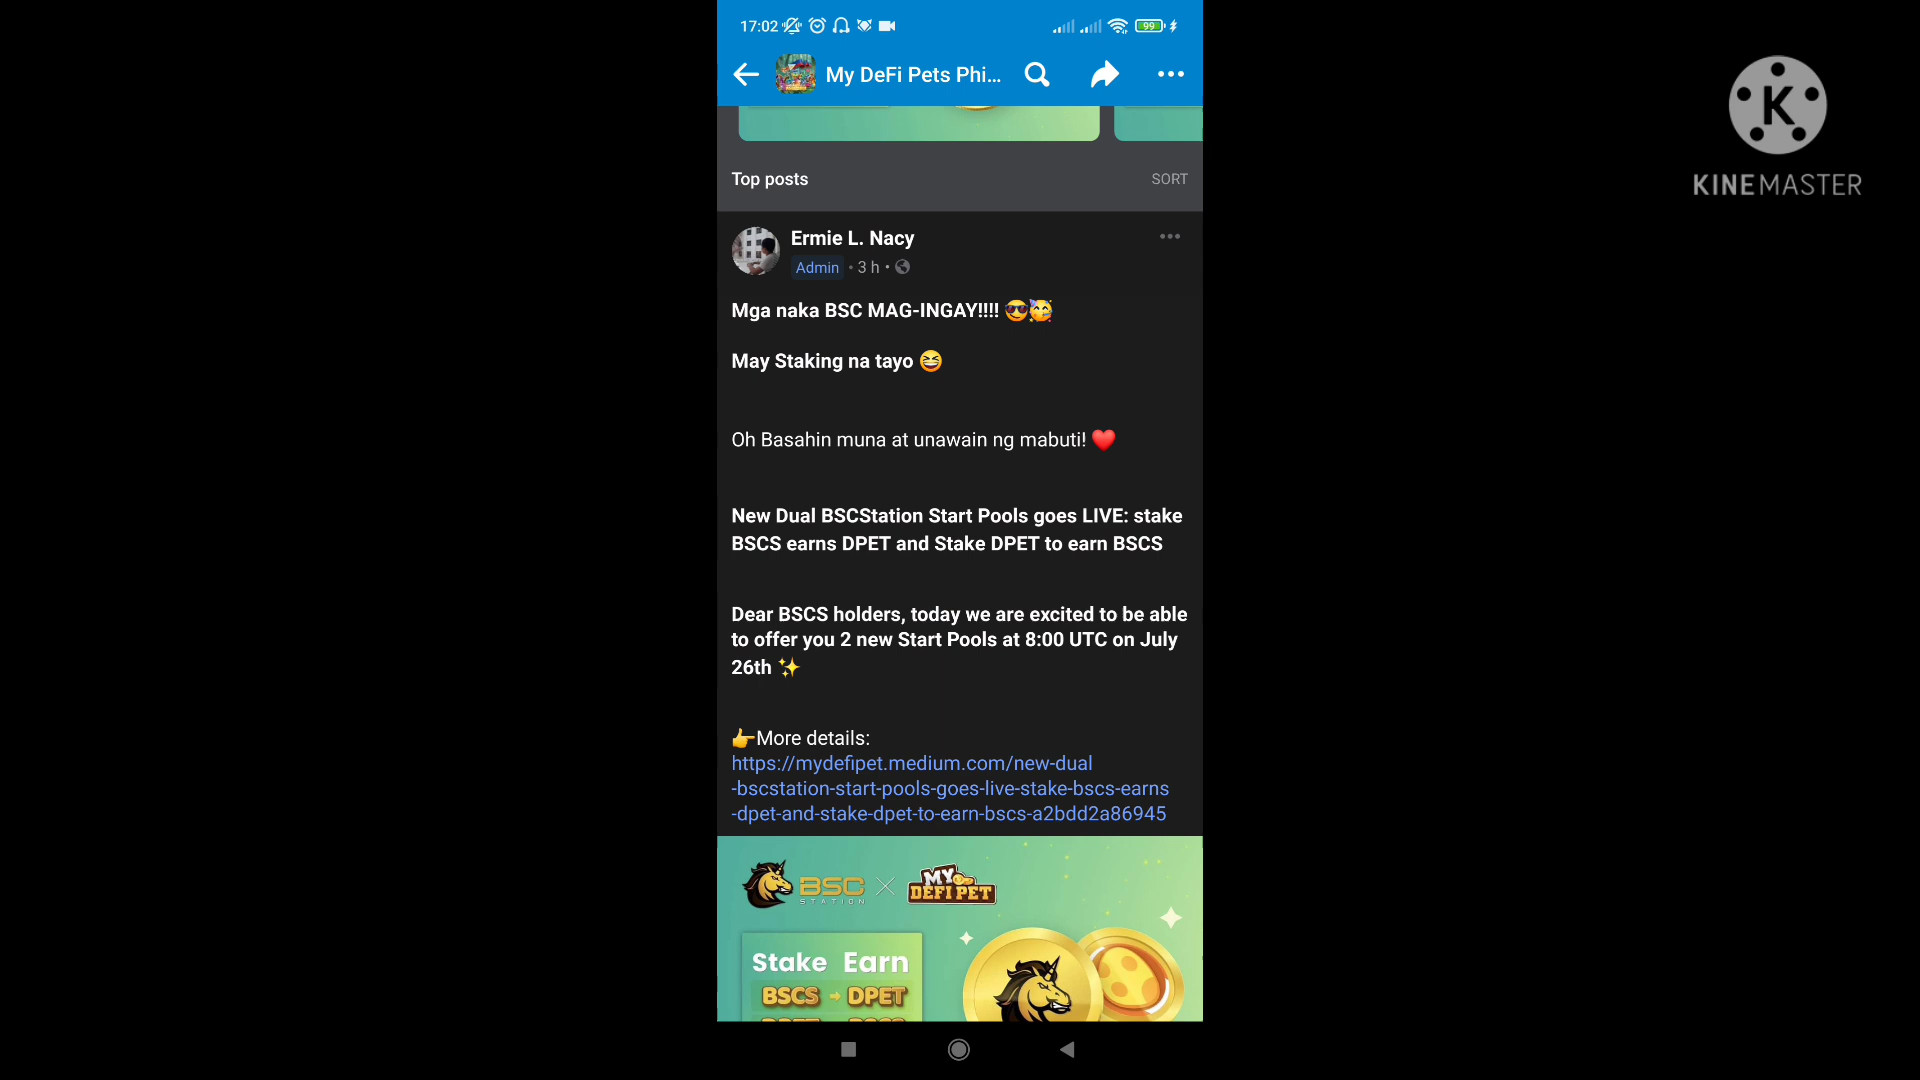 17:02
99
My DeFi Pets Phi...
K
KINEMASTER
Top posts
SORT
Ermie L. Nacy
Admin • 3 h •
Mga naka BSC MAG-INGAY!!!! 😎🥳
May Staking na tayo 😆
Oh Basahin muna at unawain ng mabuti! ❤️
New Dual BSCStation Start Pools goes LIVE: stake
BSCS earns DPET and Stake DPET to earn BSCS
Dear BSCS holders, today we are excited to be able
to offer you 2 new Start Pools at 8:00 UTC on July
26th ✨
👉More details:
https://mydefipet.medium.com/new-dual
-bscstation-start-pools-goes-live-stake-bscs-earns
-dpet-and-stake-dpet-to-earn-bscs-a2bdd2a86945
BSC
STATION
MY
DEFI PET
Stake Earn
BSCS → DPET